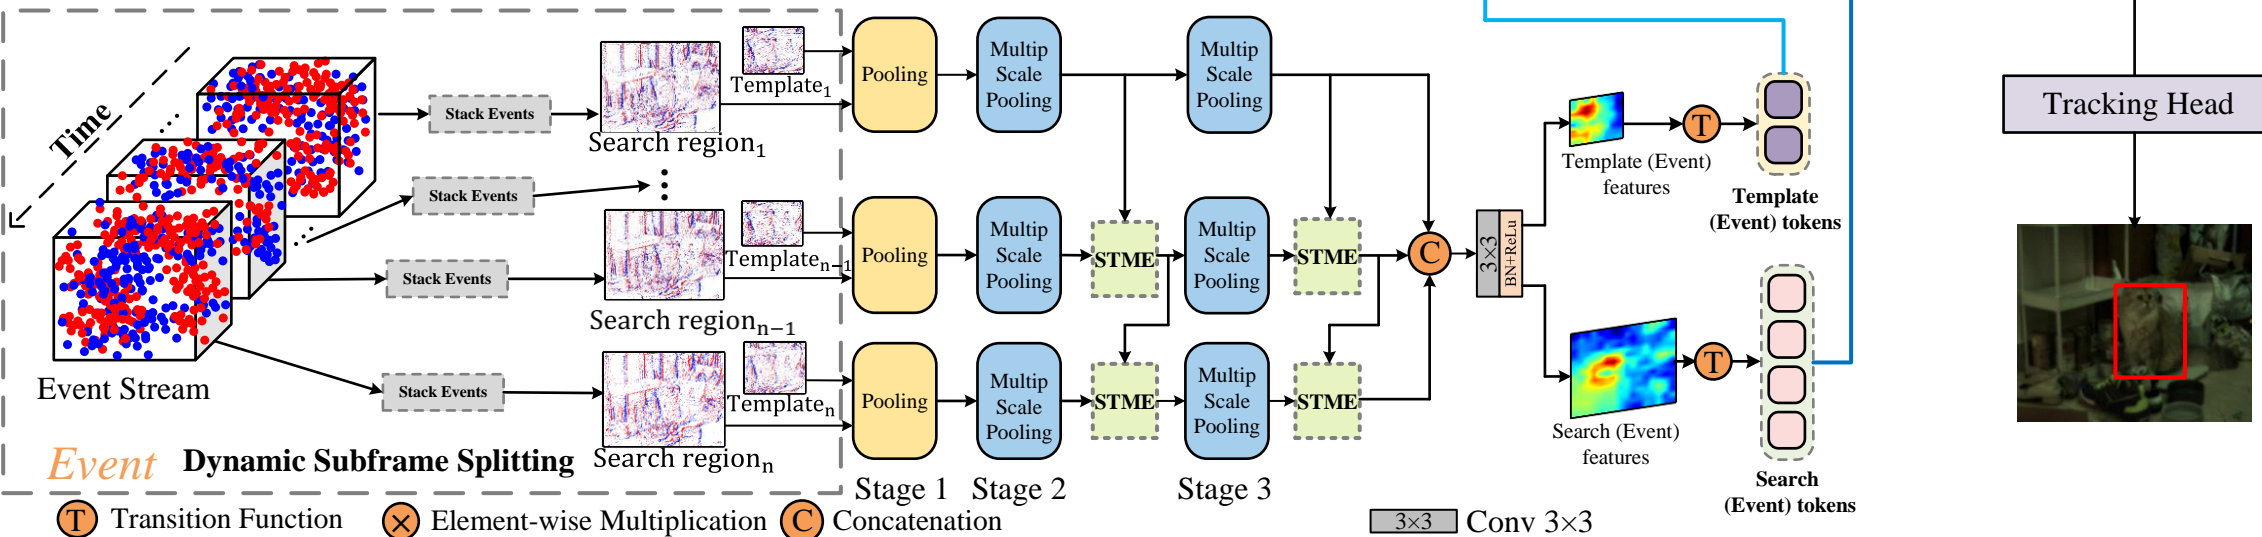 Time
Event Stream
Stack Events
Stack Events
Stack Events
Stack Events
Template₁
Search region₁
Templateₙ₋₁
Search regionₙ₋₁
Templateₙ
Search regionₙ
Event Dynamic Subframe Splitting
Pooling
Pooling
Pooling
Multip
Scale
Pooling
Multip
Scale
Pooling
Multip
Scale
Pooling
STME
Multip
Scale
Pooling
STME
Multip
Scale
Pooling
STME
Multip
Scale
Pooling
STME
Stage 1 Stage 2 Stage 3
C
3×3
BN+ReLu
Template (Event)
features
T
Template
(Event) tokens
Search (Event)
features
T
Search
(Event) tokens
Tracking Head
T Transition Function × Element-wise Multiplication C Concatenation 3×3 Conv 3×3